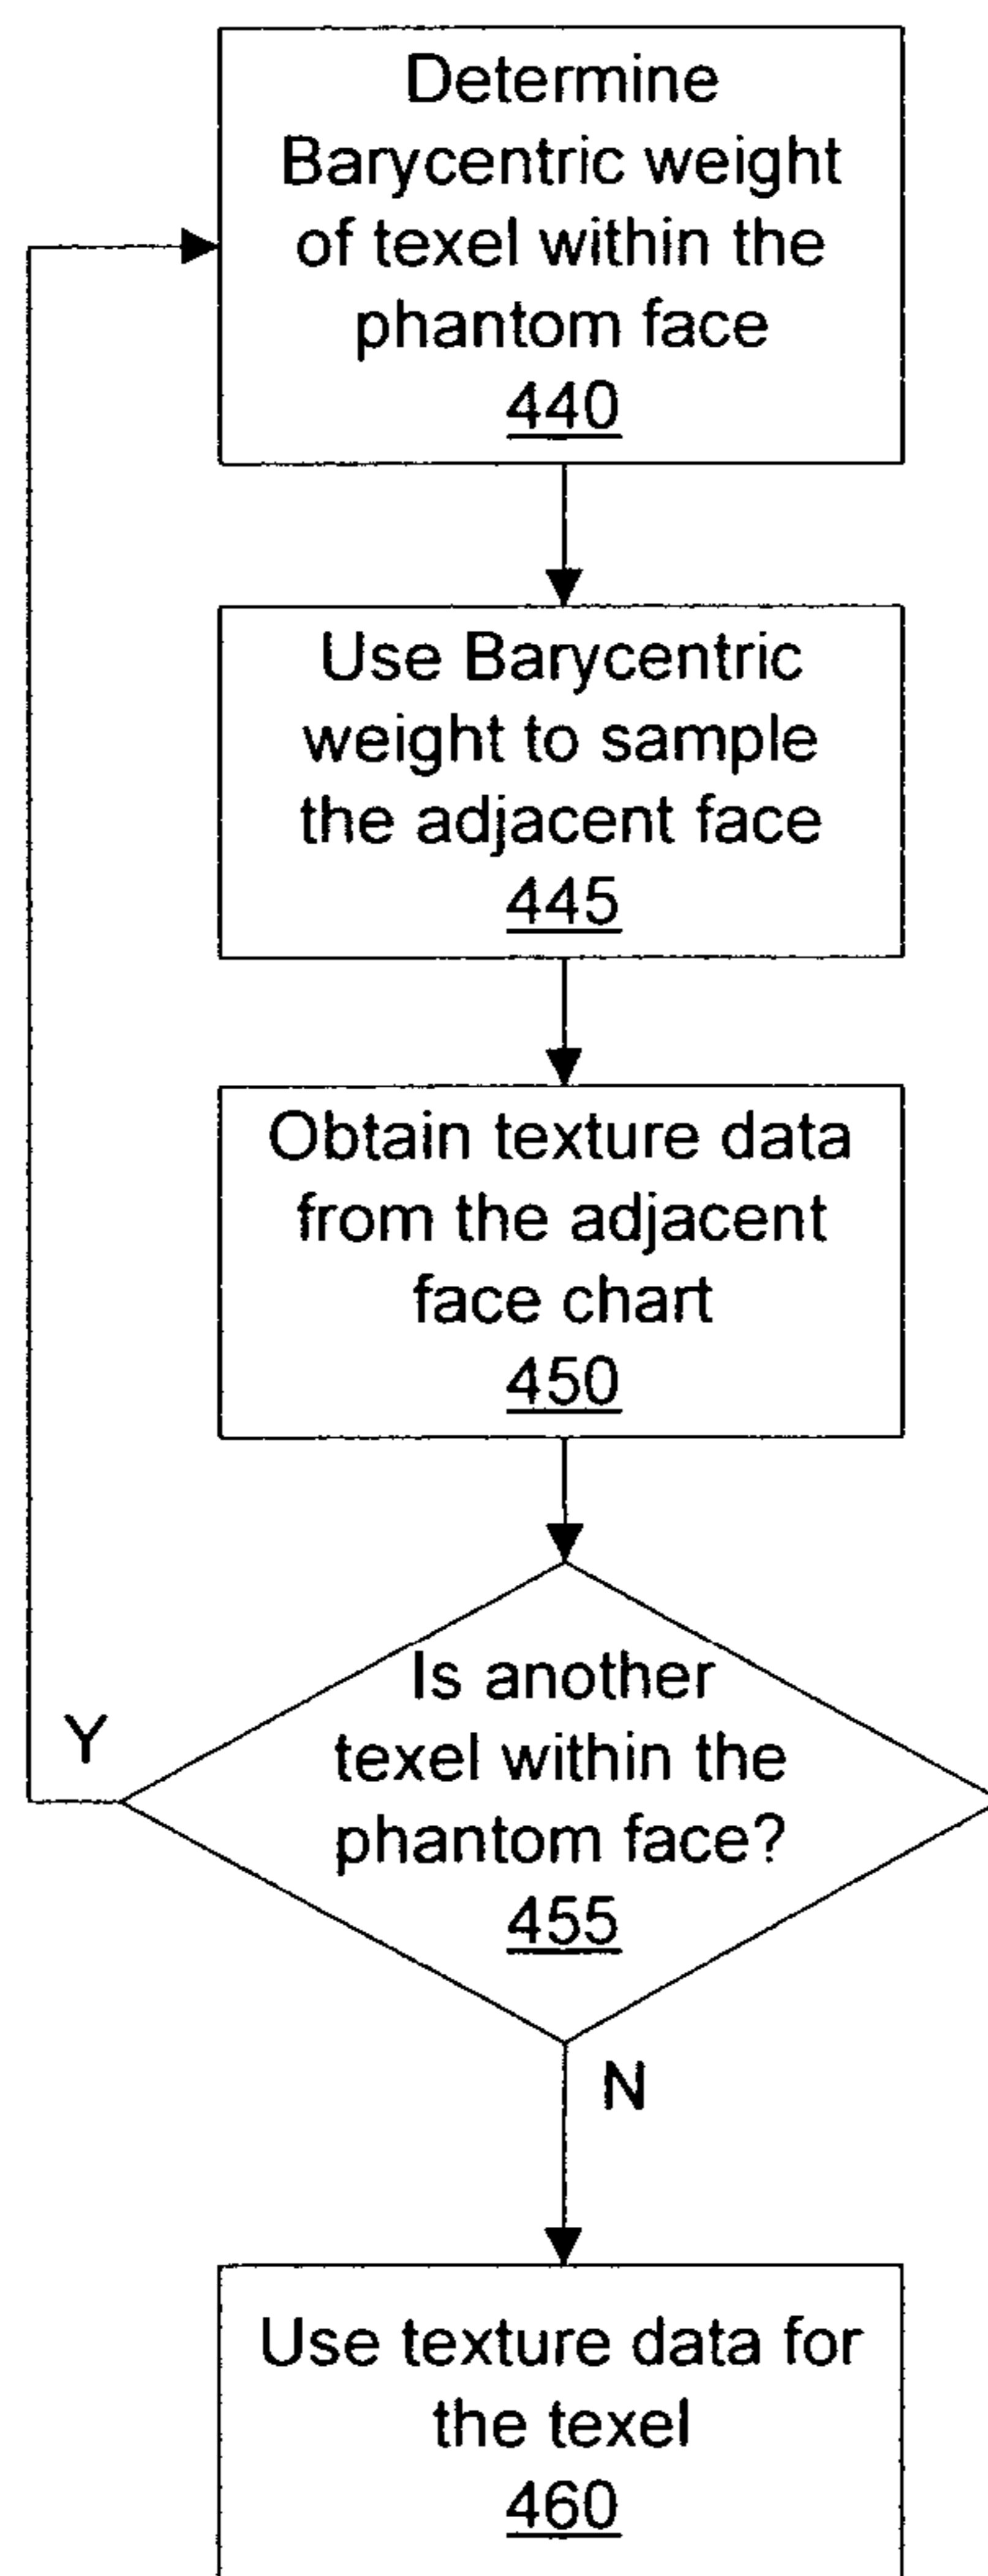 Determine
Barycentric weight
of texel within the
phantom face
440
Use Barycentric
weight to sample
the adjacent face
445
Obtain texture data
from the adjacent
face chart
450
Is another
texel within the
phantom face?
455
Y
N
Use texture data for
the texel
460